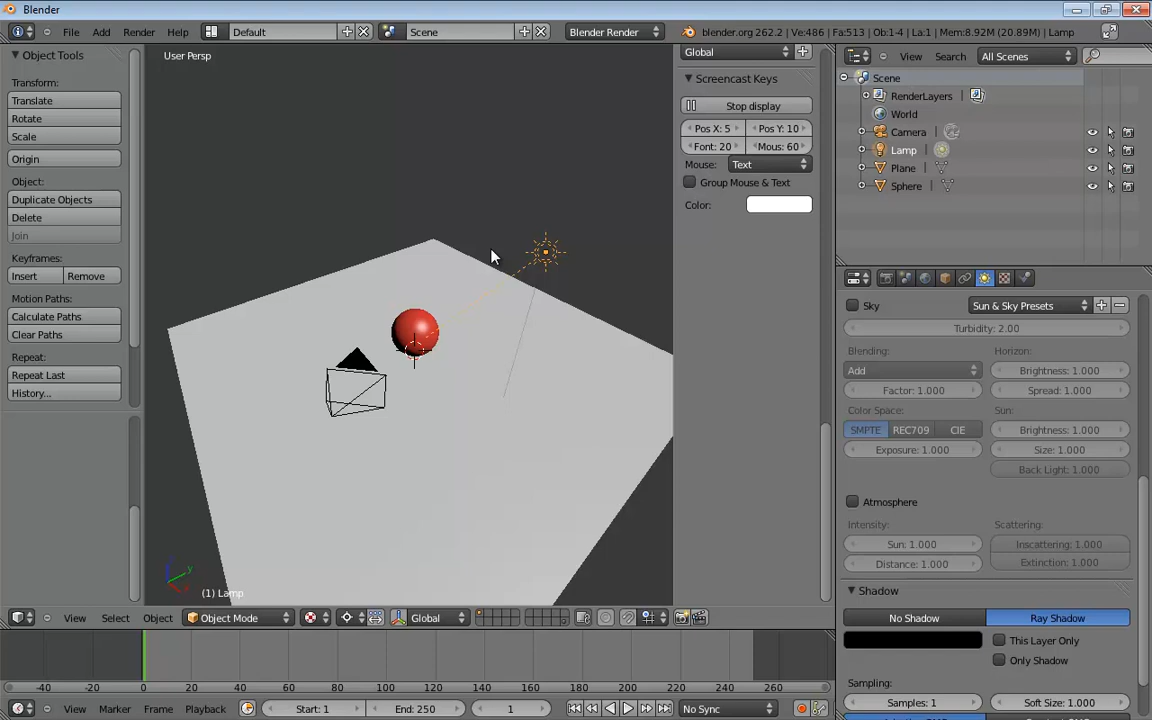 Blender
File Add Render Help Default Scene Blender Render blender.org 262.2 | Ve:486 | Fa:513 | Ob:1-4 | La:1 | Mem:8.92M (20.89M) | Lamp
Object Tools
Transform:
Translate
Rotate
Scale
Origin
Object:
Duplicate Objects
Delete
Join
Keyframes:
Insert Remove
Motion Paths:
Calculate Paths
Clear Paths
Repeat:
Repeat Last
History...
User Persp
(1) Lamp
Global
Screencast Keys
Stop display
Pos X: 5 Pos Y: 10
Font: 20 Mous: 60
Mouse: Text
Group Mouse & Text
Color:
View Search All Scenes
Scene
RenderLayers
World
Camera
Lamp
Plane
Sphere
Sky Sun & Sky Presets
Turbidity: 2.00
Blending: Horizon:
Add Brightness: 1.000
Factor: 1.000 Spread: 1.000
Color Space: Sun:
SMPTE REC709 CIE Brightness: 1.000
Exposure: 1.000 Size: 1.000
Back Light: 1.000
Atmosphere
Intensity: Scattering:
Sun: 1.000 Inscattering: 1.000
Distance: 1.000 Extinction: 1.000
Shadow
No Shadow Ray Shadow
This Layer Only
Only Shadow
Sampling:
Samples: 1 Soft Size: 1.000
View Select Object Object Mode Global
-40 -20 0 20 40 60 80 100 120 140 160 180 200 220 240 260
View Marker Frame Playback Start: 1 End: 250 1 No Sync